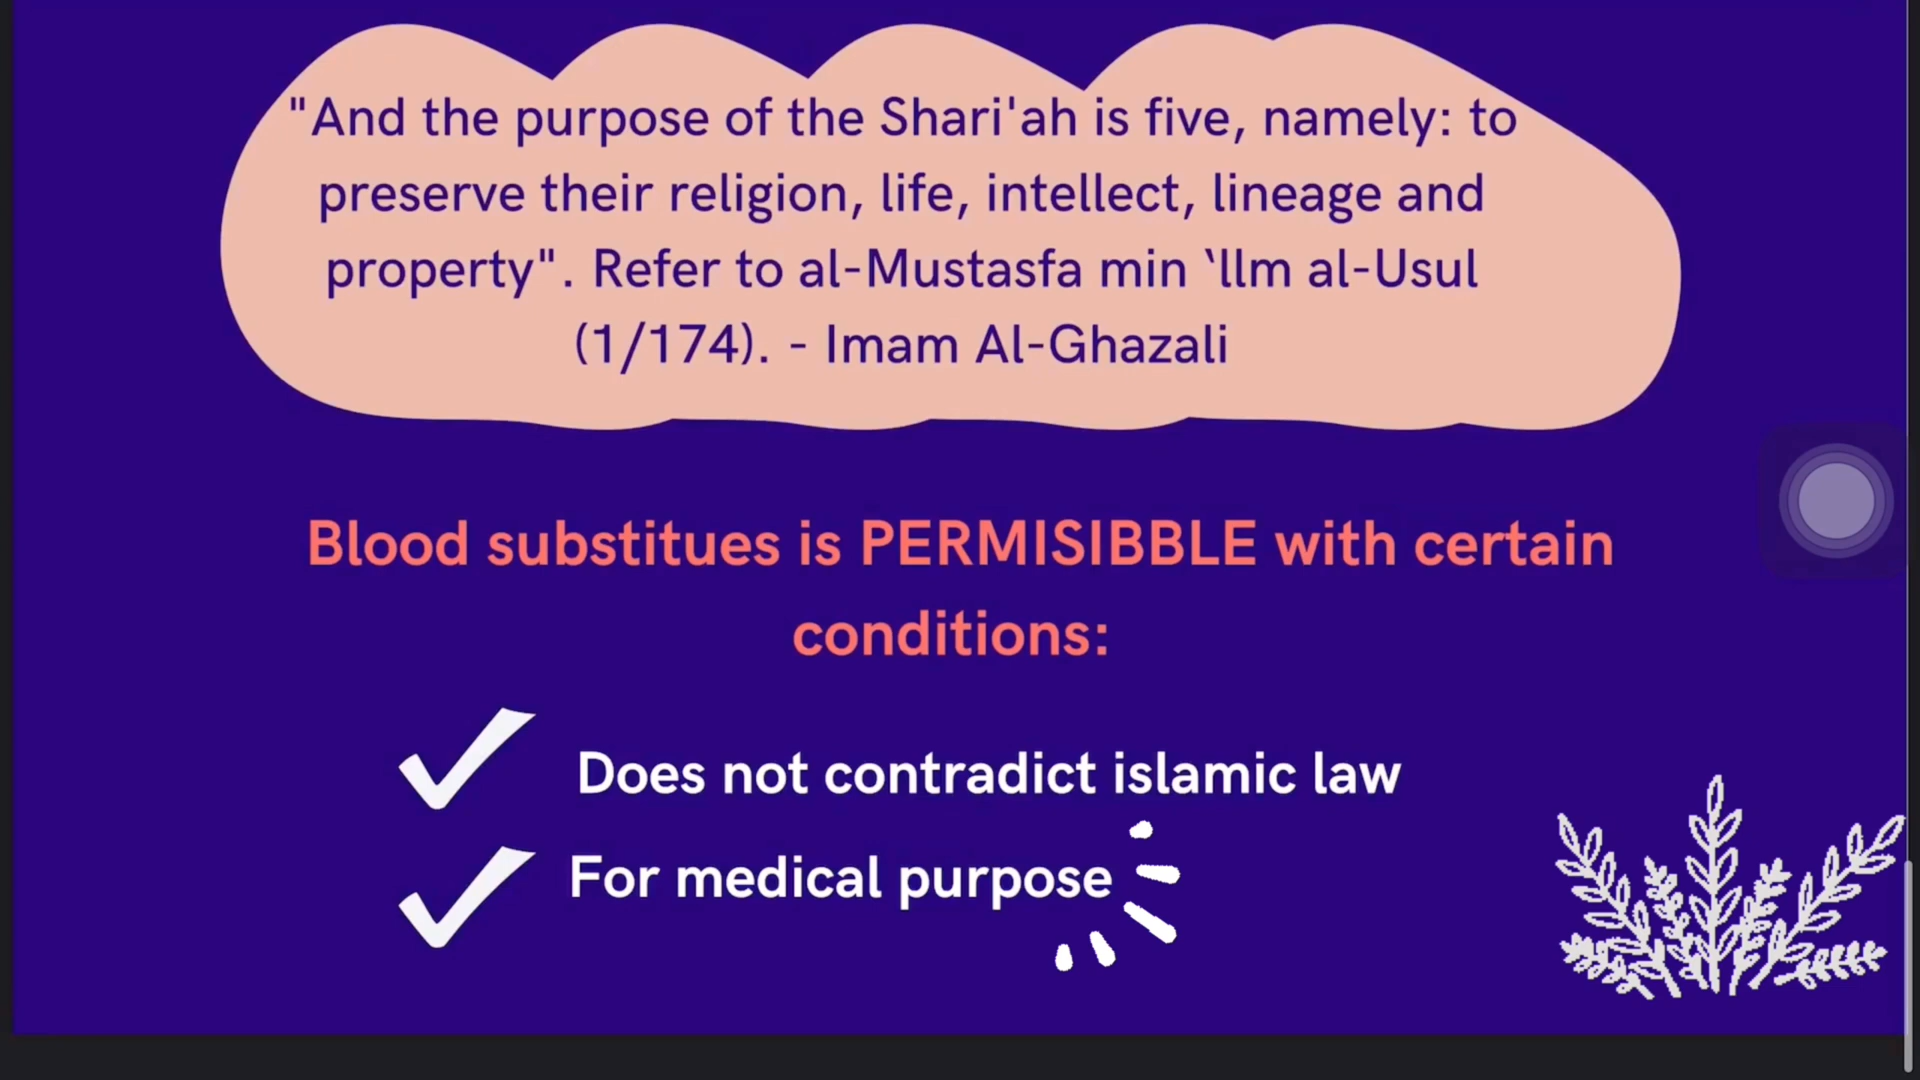 "And the purpose of the Shari'ah is five, namely: to
preserve their religion, life, intellect, lineage and
property". Refer to al-Mustasfa min ‛llm al-Usul
(1/174). - Imam Al-Ghazali
Blood substitues is PERMISIBBLE with certain
conditions:
Does not contradict islamic law
For medical purpose